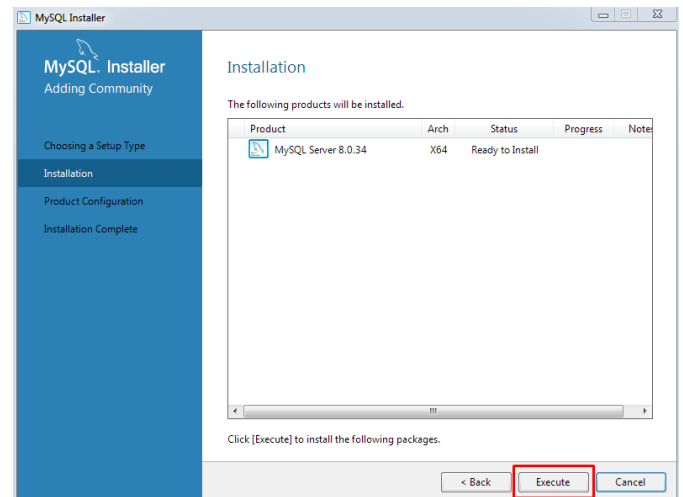 MySQL Installer
MySQL. Installer
Adding Community
Choosing a Setup Type
Installation
Product Configuration
Installation Complete
Installation
The following products will be installed.
Product Arch Status Progress Notes
MySQL Server 8.0.34 X64 Ready to Install
Click [Execute] to install the following packages.
< Back Execute Cancel